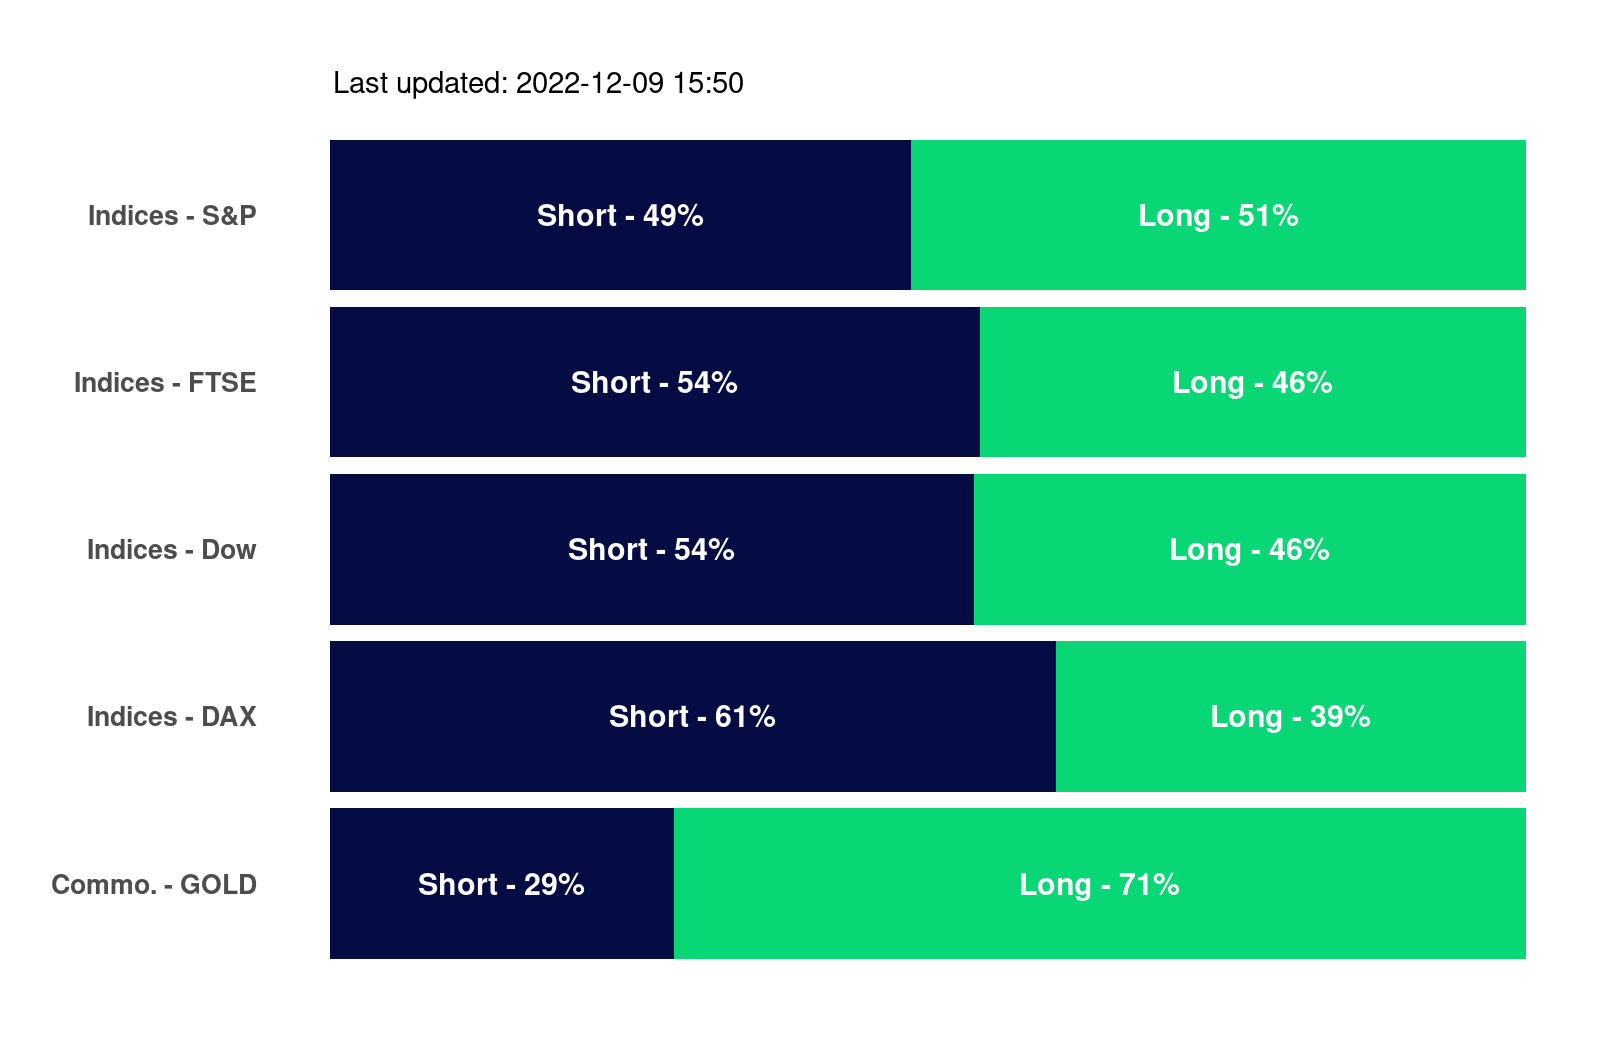 Last updated: 2022-12-09 15:50
Indices - S&P Short - 49% Long - 51%
Indices - FTSE Short - 54% Long - 46%
Indices - Dow Short - 54% Long - 46%
Indices - DAX Short - 61% Long - 39%
Commo. - GOLD Short - 29% Long - 71%